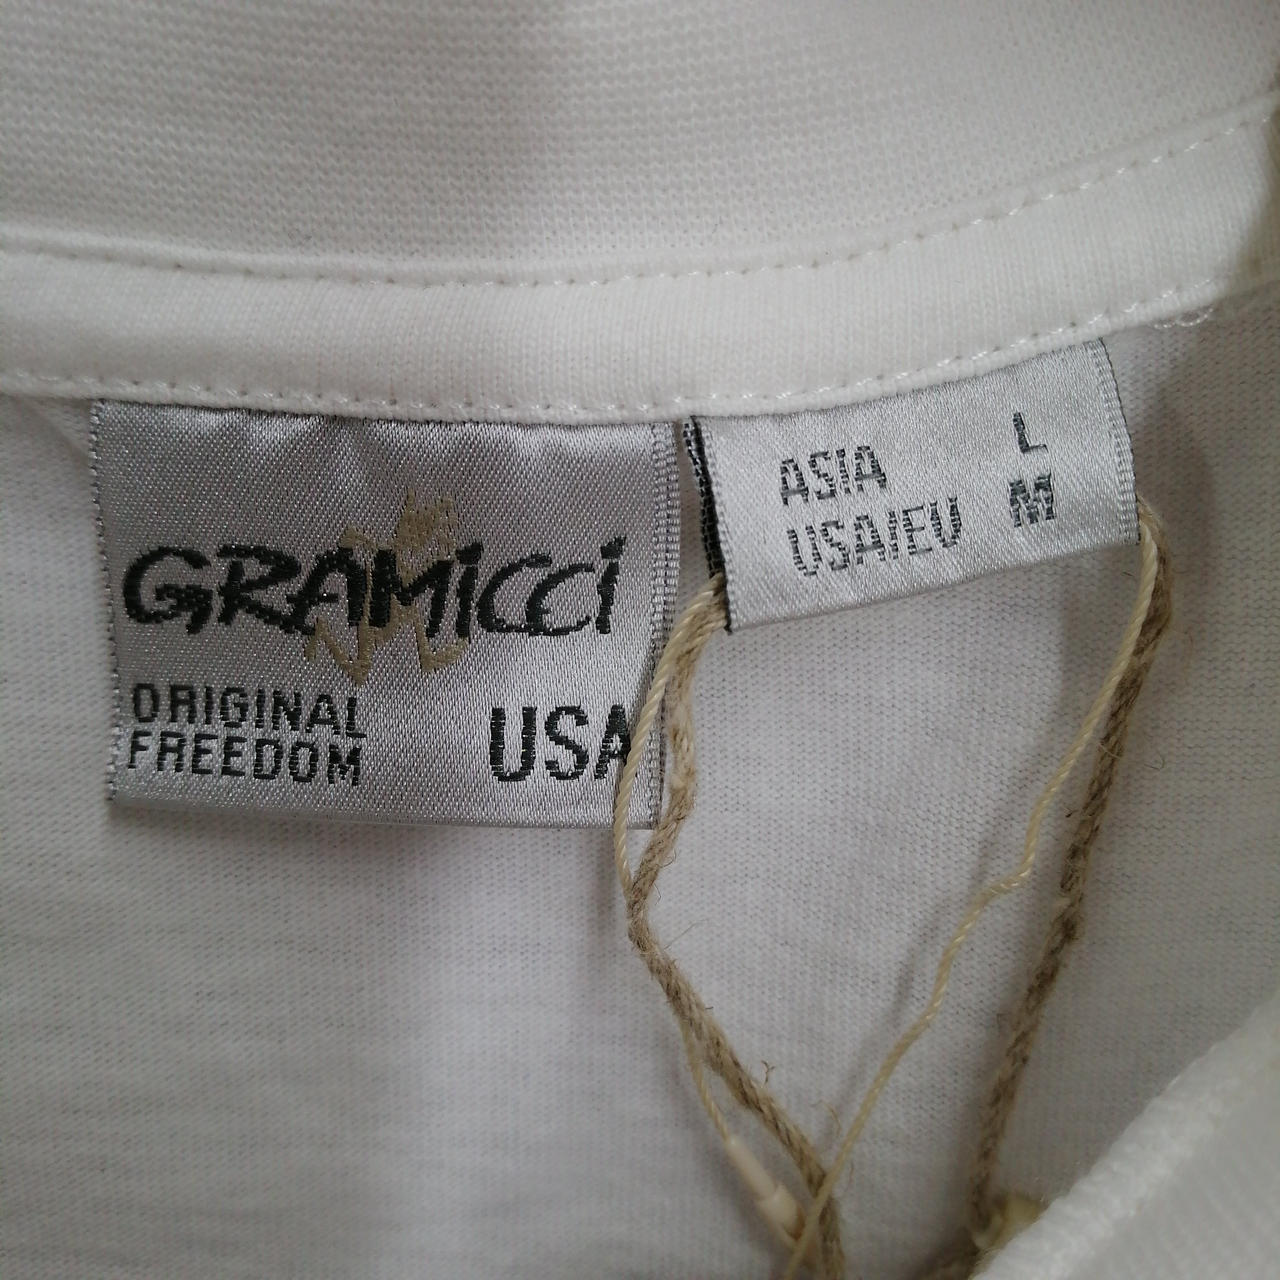 GRAMICCI
ORIGINAL
FREEDOM
USA
ASIA L
USA/EU M